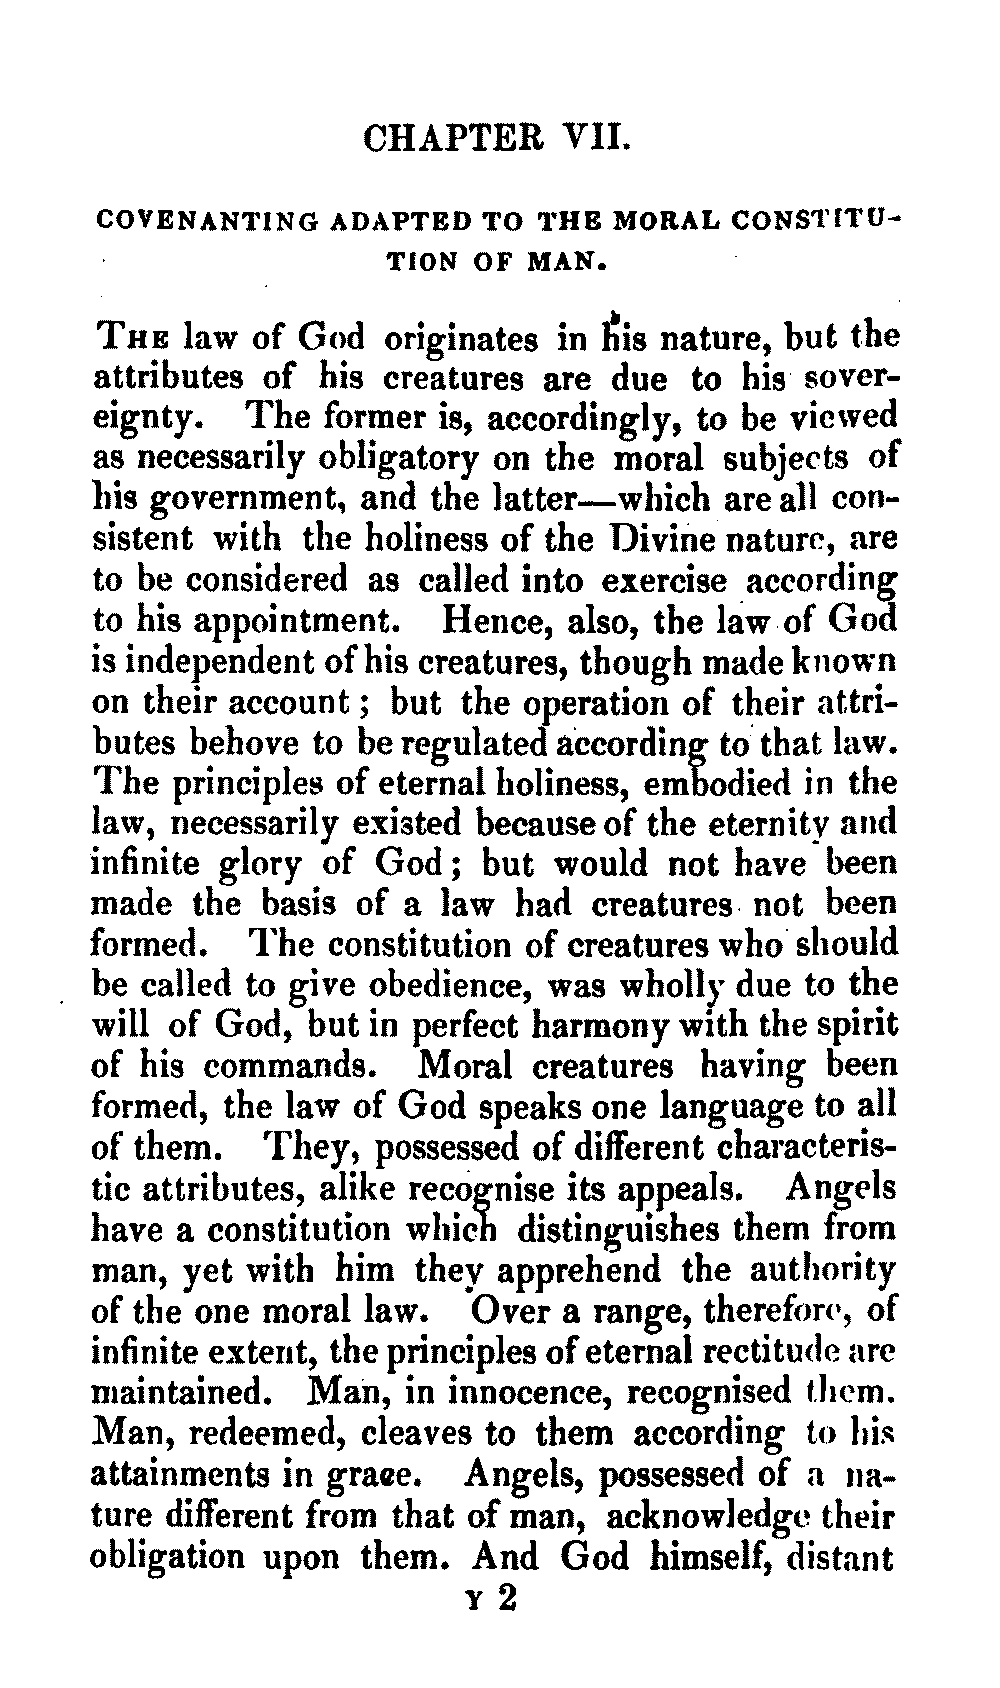 CHAPTER VII.
COVENANTING ADAPTED TO THE MORAL CONSTITU-
TION OF MAN.
THE law of God originates in his nature, but the
attributes of his creatures are due to his sover-
eignty. The former is, accordingly, to be viewed
as necessarily obligatory on the moral subjects of
his government, and the latter—which are all con-
sistent with the holiness of the Divine nature, are
to be considered as called into exercise according
to his appointment. Hence, also, the law of God
is independent of his creatures, though made known
on their account; but the operation of their attri-
butes behove to be regulated according to that law.
The principles of eternal holiness, embodied in the
law, necessarily existed because of the eternity and
infinite glory of God; but would not have been
made the basis of a law had creatures not been
formed. The constitution of creatures who should
be called to give obedience, was wholly due to the
will of God, but in perfect harmony with the spirit
of his commands. Moral creatures having been
formed, the law of God speaks one language to all
of them. They, possessed of different characteris-
tic attributes, alike recognise its appeals. Angels
have a constitution which distinguishes them from
man, yet with him they apprehend the authority
of the one moral law. Over a range, therefore, of
infinite extent, the principles of eternal rectitude are
maintained. Man, in innocence, recognised them.
Man, redeemed, cleaves to them according to his
attainments in grace. Angels, possessed of a na-
ture different from that of man, acknowledge their
obligation upon them. And God himself, distant
Y 2